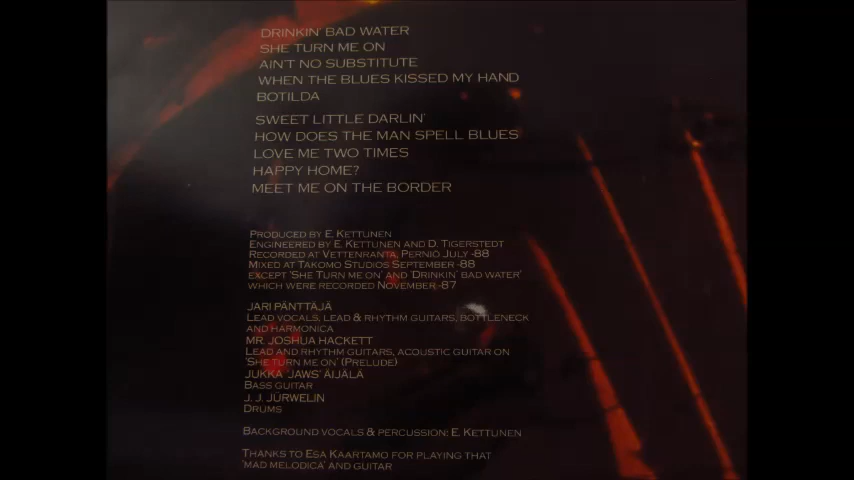 DRINKIN' BAD WATER
SHE TURN ME ON
AIN'T NO SUBSTITUTE
WHEN THE BLUES KISSED MY HAND
BOTILDA
SWEET LITTLE DARLIN'
HOW DOES THE MAN SPELL BLUES
LOVE ME TWO TIMES
HAPPY HOME?
MEET ME ON THE BORDER
PRODUCED BY E. KETTUNEN
ENGINEERED BY E. KETTUNEN AND D. TIGERSTEDT
RECORDED AT VETTENRANTA, PERNIÖ JULY -88
MIXED AT TAKOMO STUDIOS SEPTEMBER -88
EXCEPT 'SHE TURN ME ON' AND 'DRINKIN' BAD WATER'
WHICH WERE RECORDED NOVEMBER -87
JARI PÄNTTÄJÄ
LEAD VOCALS, LEAD & RHYTHM GUITARS, BOTTLENECK
AND HARMONICA
MR. JOSHUA HACKETT
LEAD AND RHYTHM GUITARS, ACOUSTIC GUITAR ON
'SHE TURN ME ON' (PRELUDE)
JUKKA 'JAWS' ÄIJÄLÄ
BASS GUITAR
J. J. JÜRWELIN
DRUMS
BACKGROUND VOCALS & PERCUSSION: E. KETTUNEN
THANKS TO ESA KAARTAMO FOR PLAYING THAT
'MAD MELODICA' AND GUITAR